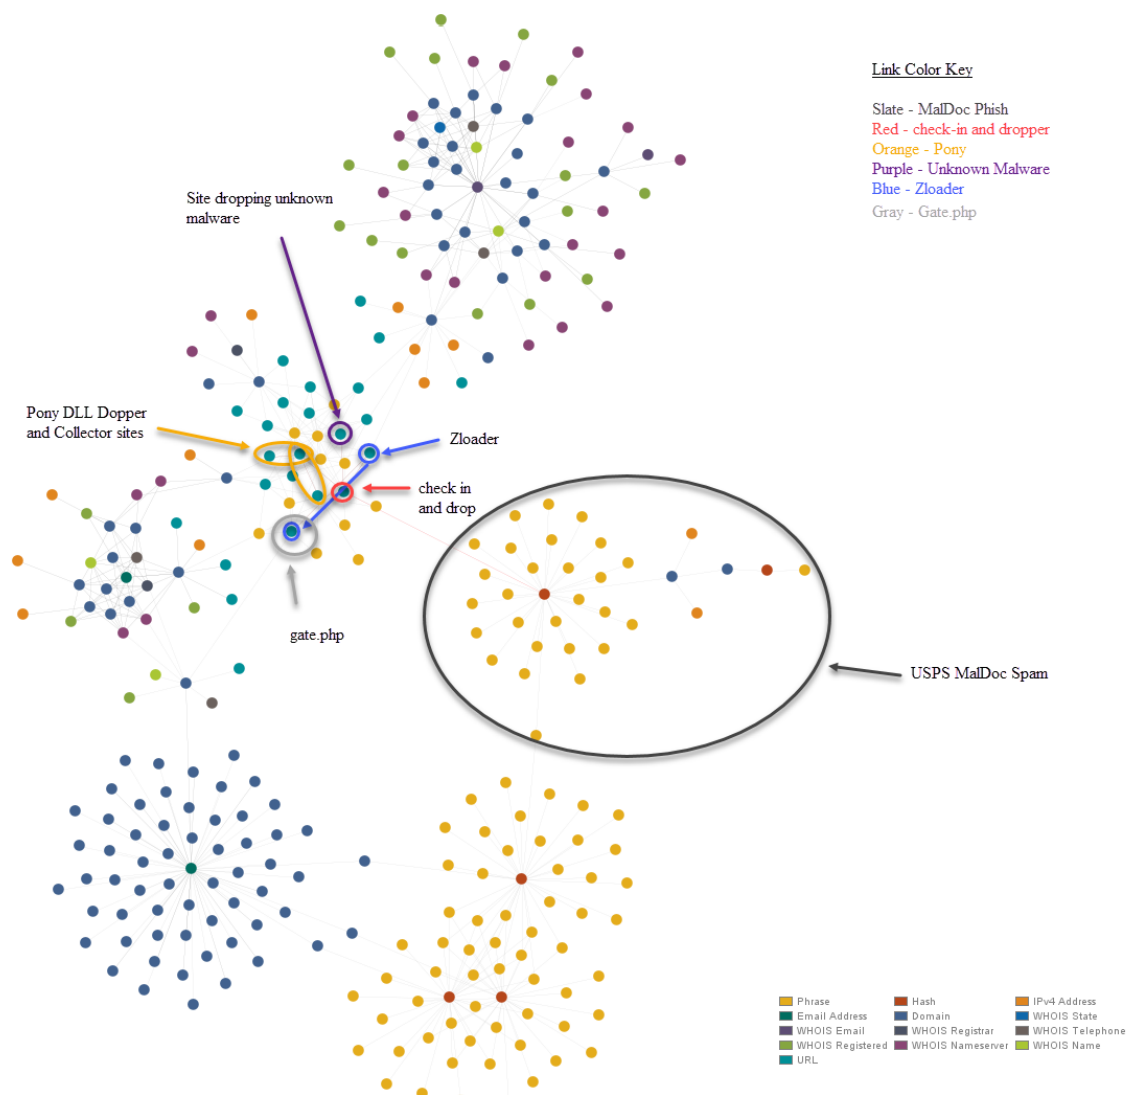 Link Color Key
Slate - MalDoc Phish
Red - check-in and dropper
Orange - Pony
Purple - Unknown Malware
Blue - Zloader
Gray - Gate.php
Site dropping unknown
malware
Pony DLL Dopper
and Collector sites
Zloader
check in
and drop
gate.php
USPS MalDoc Spam
Phrase
Hash
IPv4 Address
Email Address
Domain
WHOIS State
WHOIS Email
WHOIS Registrar
WHOIS Telephone
WHOIS Registered
WHOIS Nameserver
WHOIS Name
URL